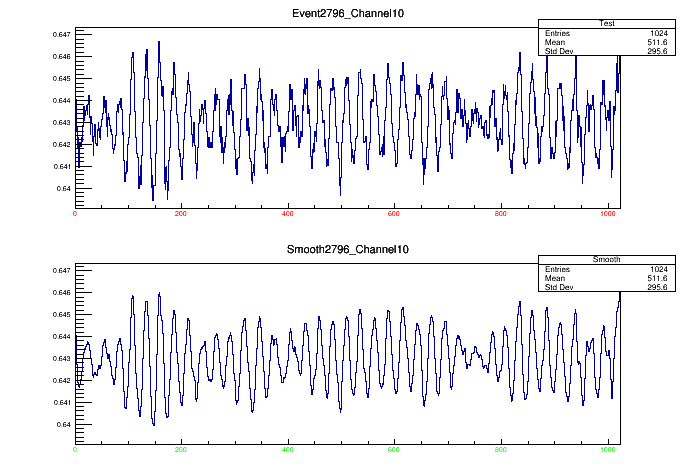 Event2796_Channel10
Test
Entries 1024
Mean 511.6
Std Dev 295.6
0.647
0.646
0.645
0.644
0.643
0.642
0.641
0.64
0 200 400 600 800 1000
Smooth2796_Channel10
Smooth
Entries 1024
Mean 511.6
Std Dev 295.6
0.647
0.646
0.645
0.644
0.643
0.642
0.641
0.64
0 200 400 600 800 1000